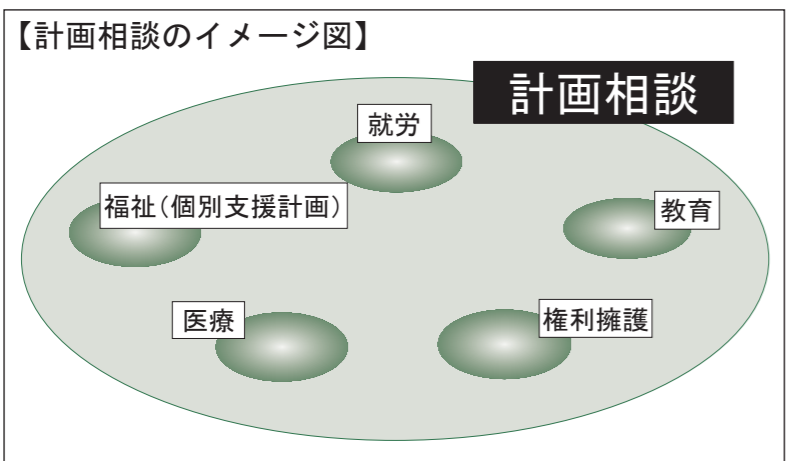 【計画相談のイメージ図】
計画相談
就労
福祉（個別支援計画）
教育
医療
権利擁護